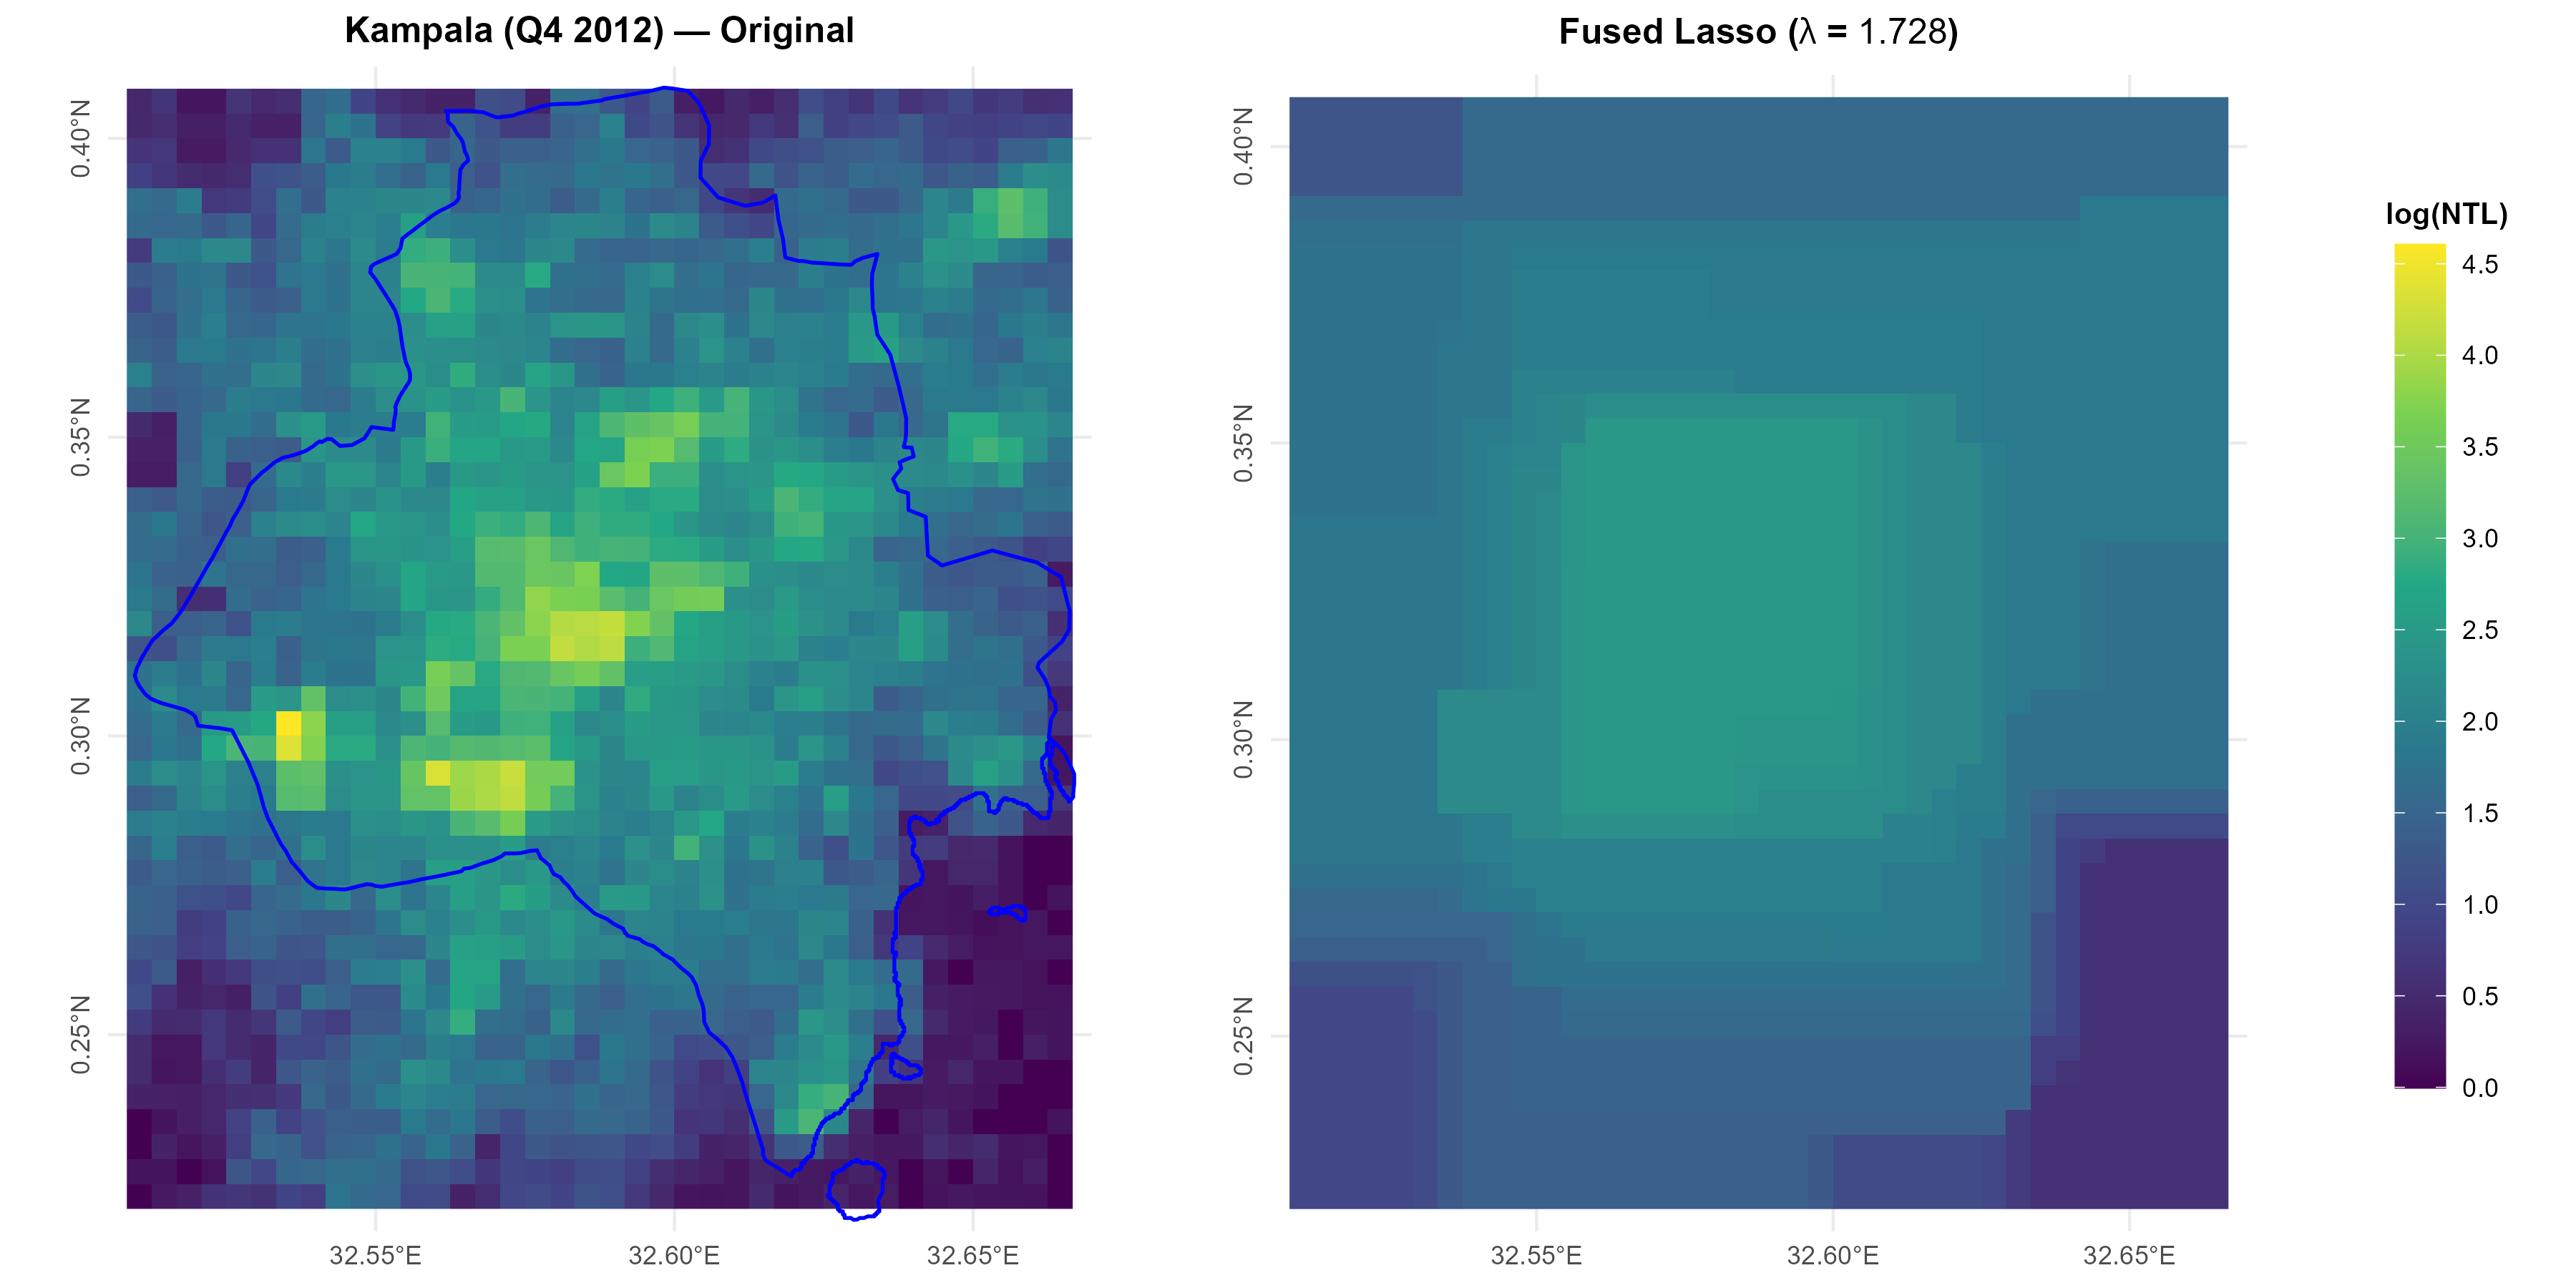 Kampala (Q4 2012) — Original
0.40°N
0.35°N
0.30°N
0.25°N
32.55°E
32.60°E
32.65°E
Fused Lasso (λ = 1.728)
0.40°N
0.35°N
0.30°N
0.25°N
32.55°E
32.60°E
32.65°E
log(NTL)
4.5
4.0
3.5
3.0
2.5
2.0
1.5
1.0
0.5
0.0